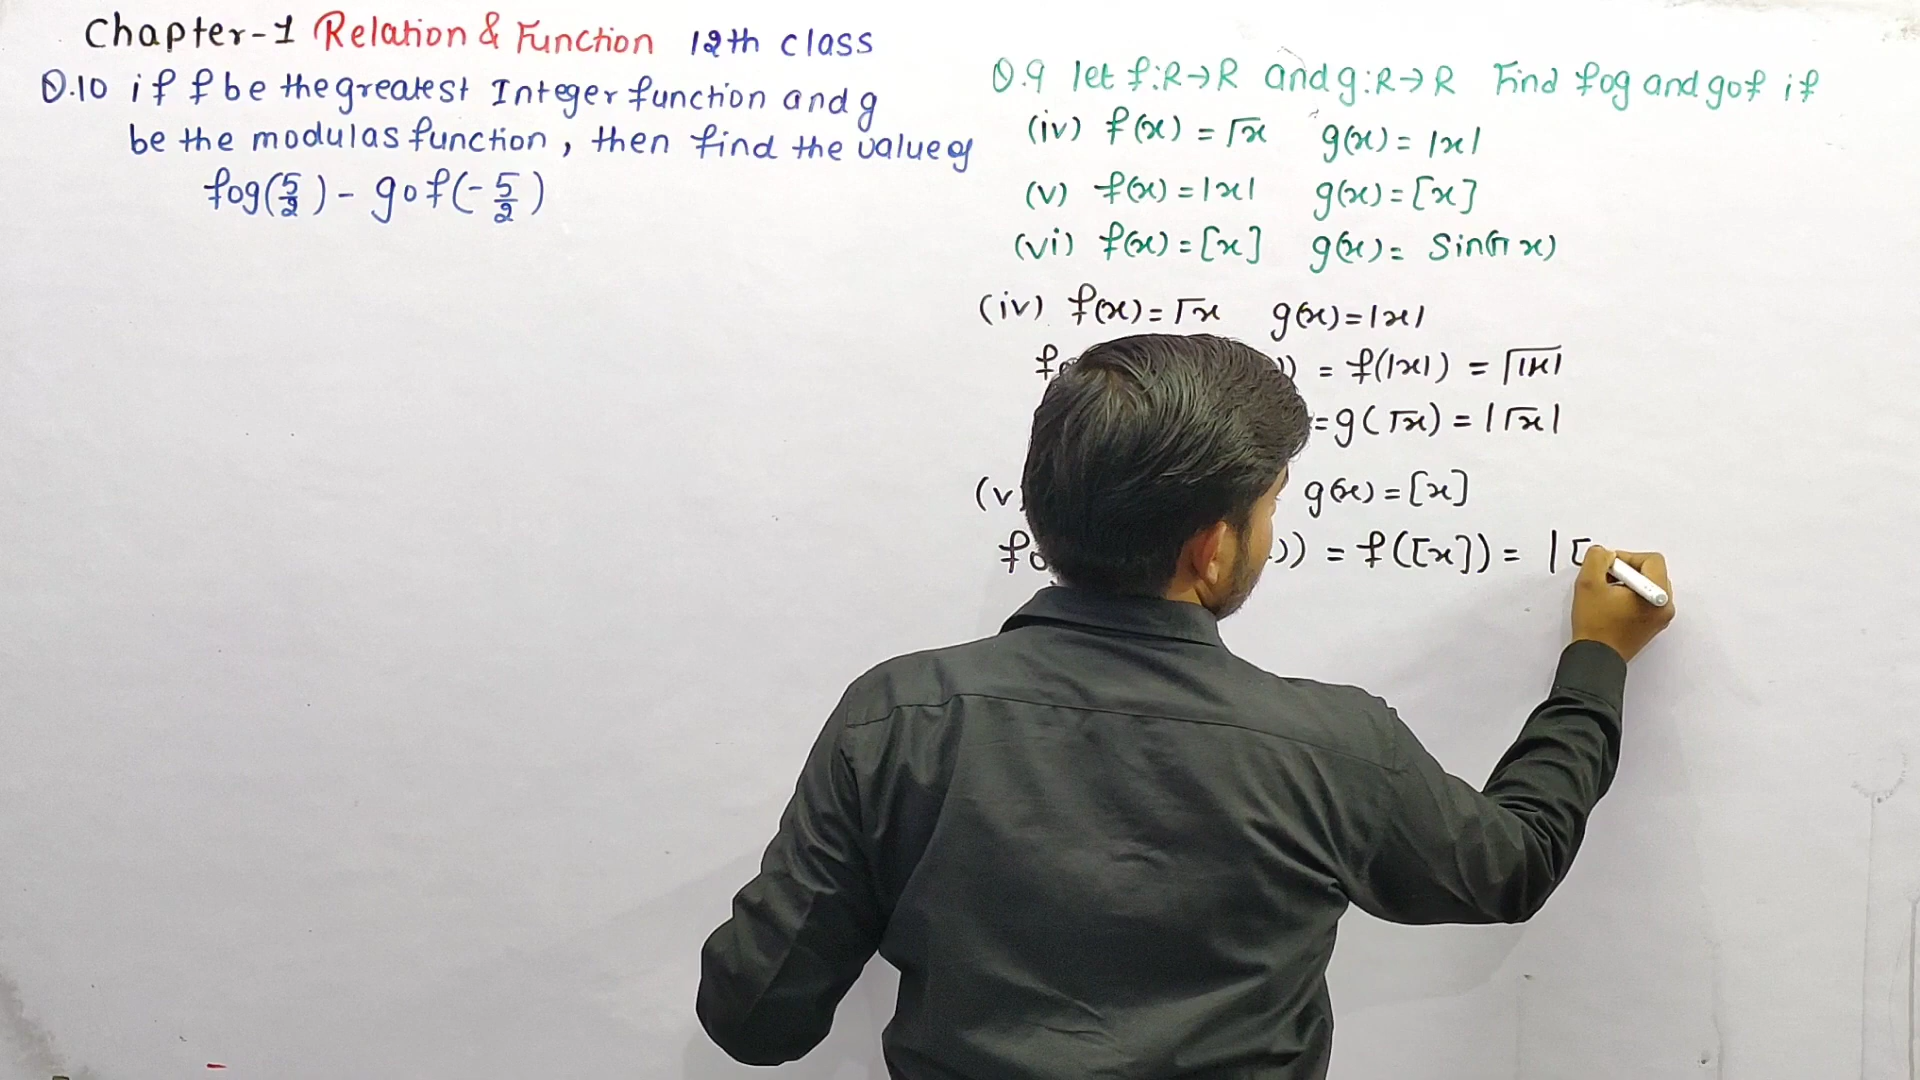 Chapter-1 Relation & Function 12th class
Q.10 if f be the greatest Integer function and g
be the modulas function, then find the value of
fog(5/2) - gof(-5/2)
Q.9 let f:R→R and g:R→R Find fog and gof if
(iv) f(x) = √x g(x) = |x|
(v) f(x) = |x| g(x) = [x]
(vi) f(x) = [x] g(x) = Sin(π x)
(iv) f(x) = √x g(x) = |x|
)) = f(|x|) = √|x|
= g(√x) = |√x|
(v) g(x) = [x]
fo )) = f([x]) = |[